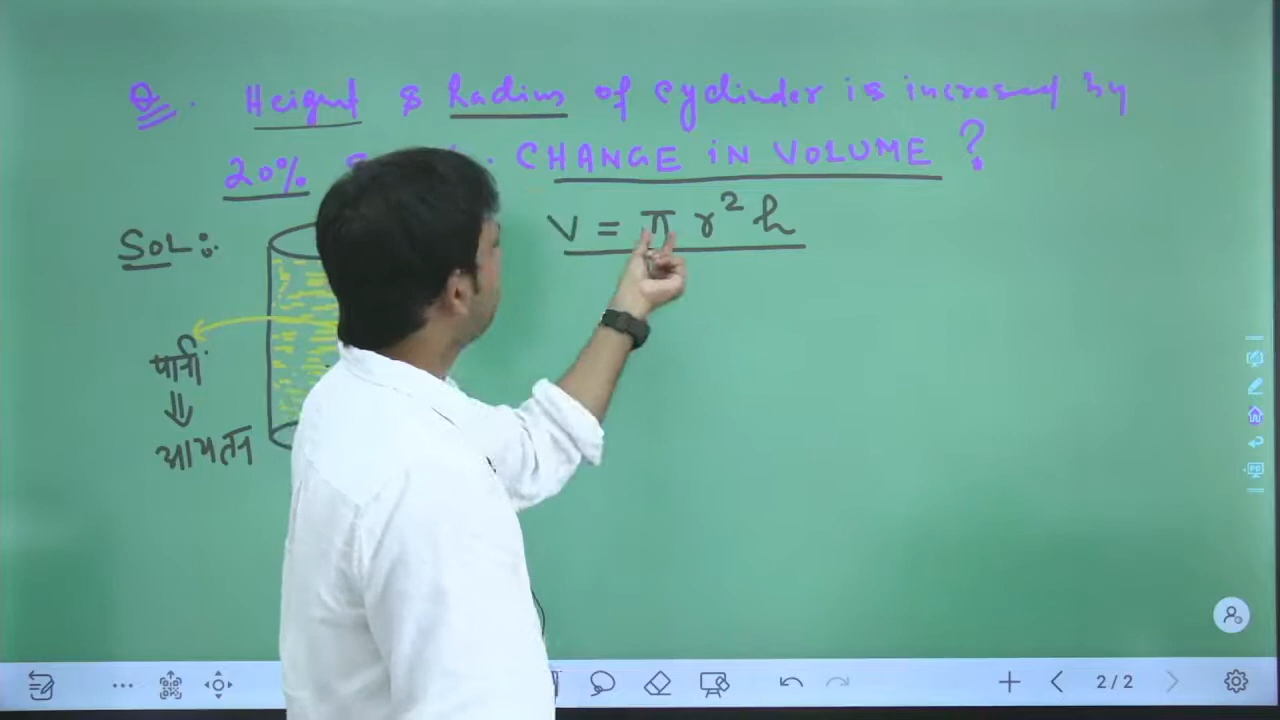 Q. Height & Radius of cylinder is increased by
20% CHANGE IN VOLUME ?
V = π r² h
SOL :-
पानी
⇓
आयतन
2/2